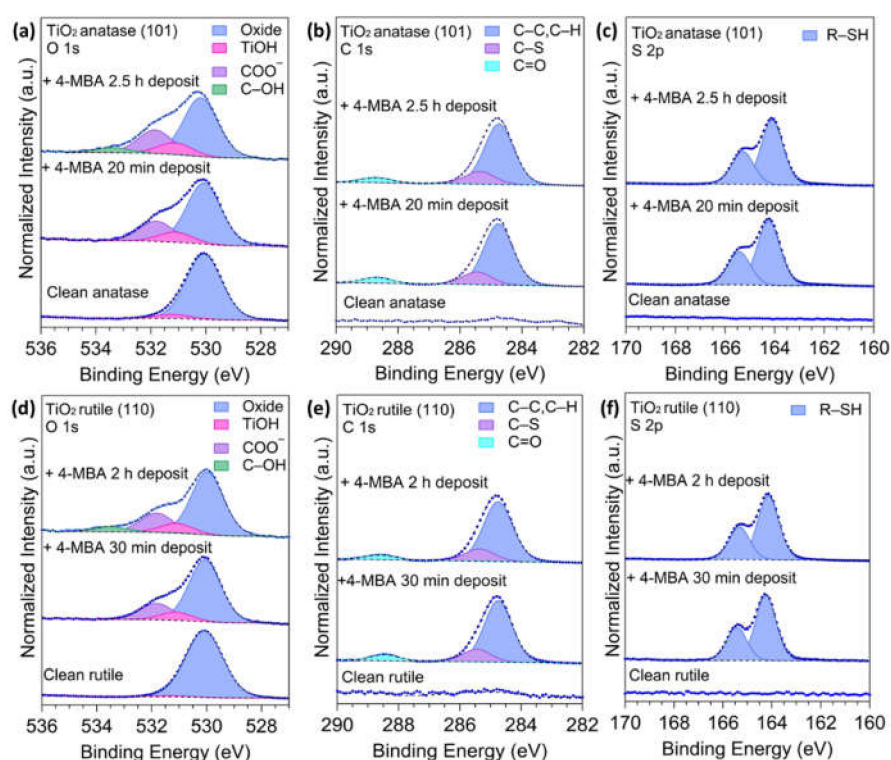 (a)
TiO₂ anatase (101)
O 1s
Oxide
TiOH
COO⁻
C–OH
+ 4-MBA 2.5 h deposit
+ 4-MBA 20 min deposit
Clean anatase
Normalized Intensity (a.u.)
536 534 532 530 528
Binding Energy (eV)
(b)
TiO₂ anatase (101)
C 1s
C–C,C–H
C–S
C=O
+ 4-MBA 2.5 h deposit
+ 4-MBA 20 min deposit
Clean anatase
Normalized Intensity (a.u.)
290 288 286 284 282
Binding Energy (eV)
(c)
TiO₂ anatase (101)
S 2p
R–SH
+ 4-MBA 2.5 h deposit
+ 4-MBA 20 min deposit
Clean anatase
Normalized Intensity (a.u.)
170 168 166 164 162 160
Binding Energy (eV)
(d)
TiO₂ rutile (110)
O 1s
Oxide
TiOH
COO⁻
C–OH
+ 4-MBA 2 h deposit
+ 4-MBA 30 min deposit
Clean rutile
Normalized Intensity (a.u.)
536 534 532 530 528
Binding Energy (eV)
(e)
TiO₂ rutile (110)
C 1s
C–C,C–H
C–S
C=O
+ 4-MBA 2 h deposit
+4-MBA 30 min deposit
Clean rutile
Normalized Intensity (a.u.)
290 288 286 284 282
Binding Energy (eV)
(f)
TiO₂ rutile (110)
S 2p
R–SH
+ 4-MBA 2 h deposit
+ 4-MBA 30 min deposit
Clean rutile
Normalized Intensity (a.u.)
170 168 166 164 162 160
Binding Energy (eV)